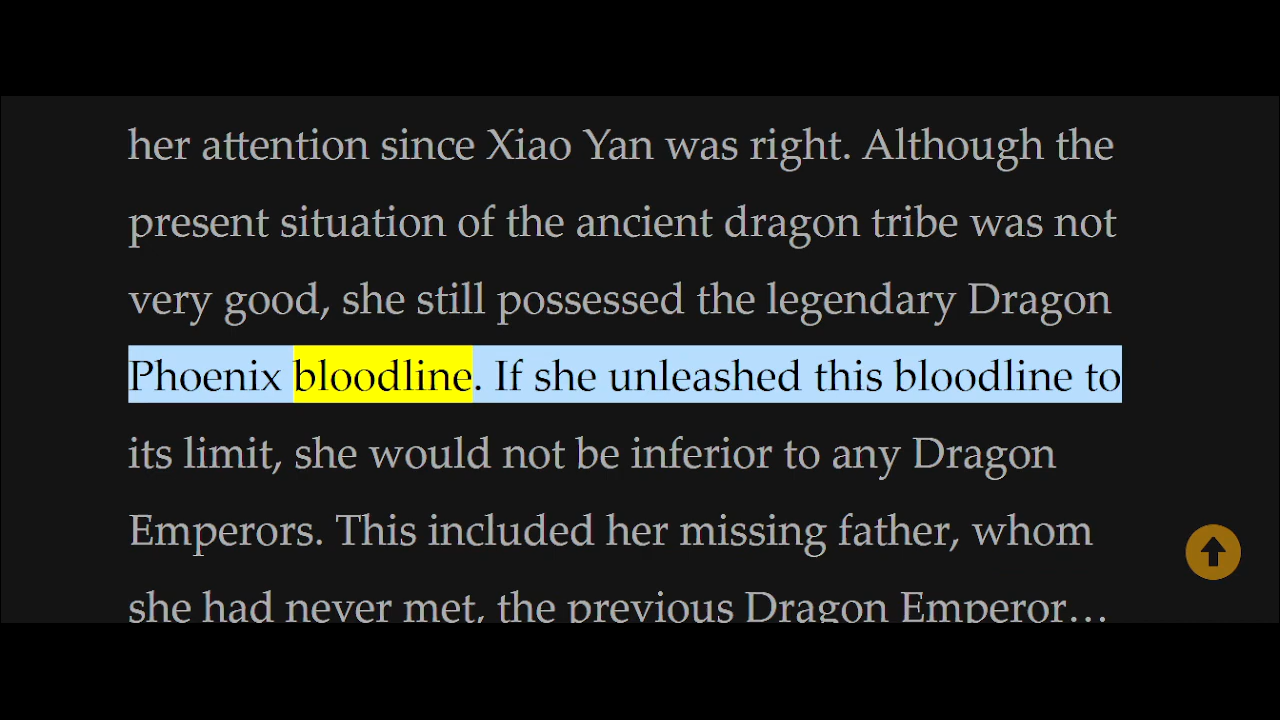 her attention since Xiao Yan was right. Although the
present situation of the ancient dragon tribe was not
very good, she still possessed the legendary Dragon
Phoenix bloodline. If she unleashed this bloodline to
its limit, she would not be inferior to any Dragon
Emperors. This included her missing father, whom
she had never met, the previous Dragon Emperor…